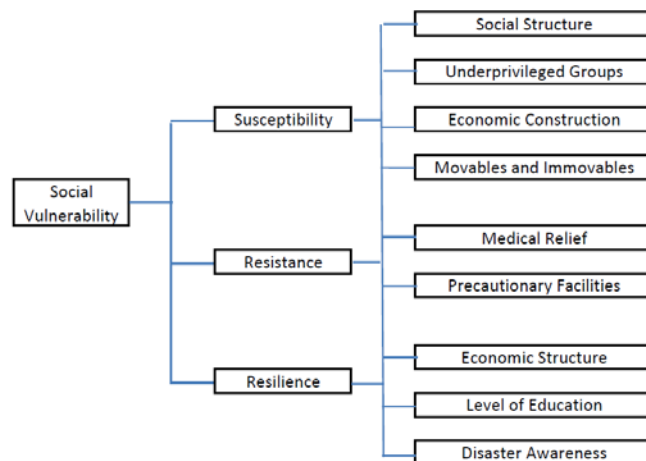 Social
Vulnerability
Susceptibility
Resistance
Resilience
Social Structure
Underprivileged Groups
Economic Construction
Movables and Immovables
Medical Relief
Precautionary Facilities
Economic Structure
Level of Education
Disaster Awareness